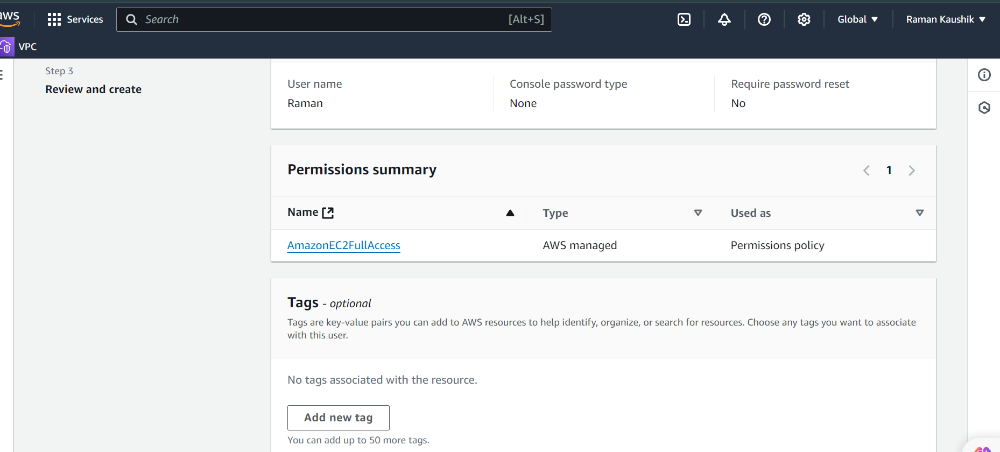 aws
Services
Search
[Alt+S]
Global
Raman Kaushik
VPC
Step 3
Review and create
User name
Console password type
Require password reset
Raman
None
No
Permissions summary
1
Name
Type
Used as
AmazonEC2FullAccess
AWS managed
Permissions policy
Tags - optional
Tags are key-value pairs you can add to AWS resources to help identify, organize, or search for resources. Choose any tags you want to associate
with this user.
No tags associated with the resource.
Add new tag
You can add up to 50 more tags.